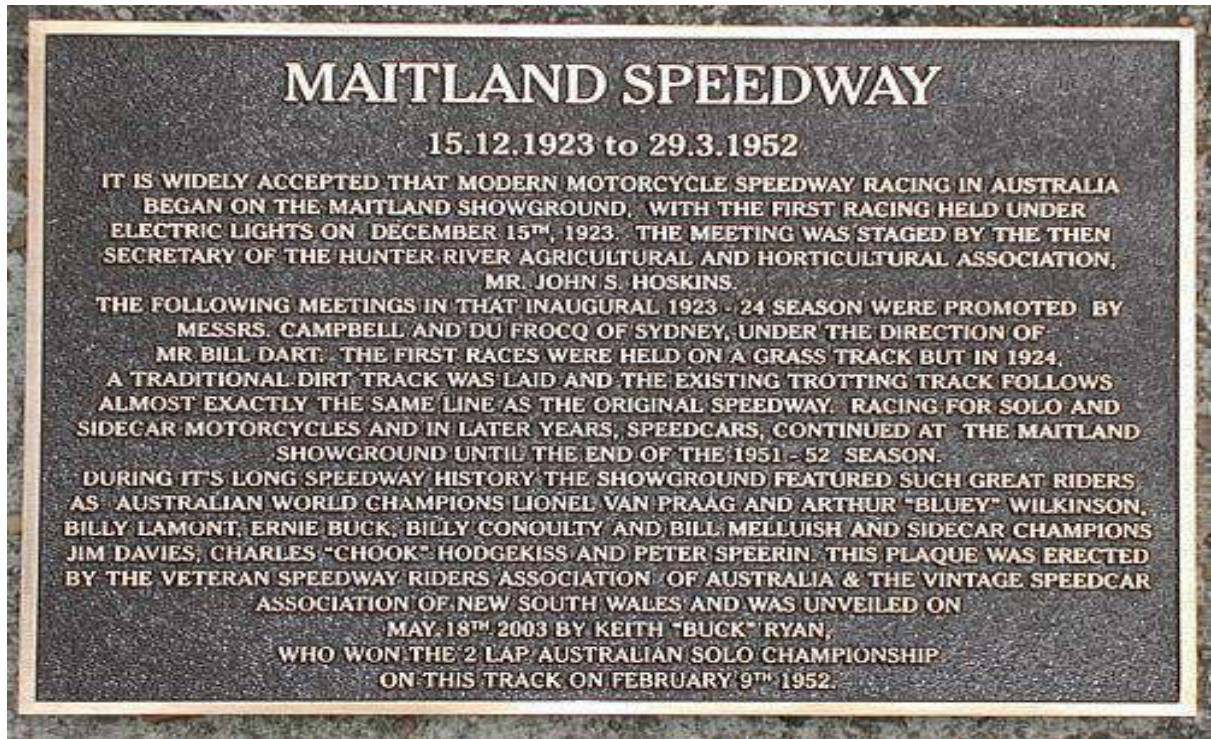 MAITLAND SPEEDWAY
15.12.1923 to 29.3.1952
IT IS WIDELY ACCEPTED THAT MODERN MOTORCYCLE SPEEDWAY RACING IN AUSTRALIA
BEGAN ON THE MAITLAND SHOWGROUND, WITH THE FIRST RACING HELD UNDER
ELECTRIC LIGHTS ON DECEMBER 15TH, 1923. THE MEETING WAS STAGED BY THE THEN
SECRETARY OF THE HUNTER RIVER AGRICULTURAL AND HORTICULTURAL ASSOCIATION,
MR. JOHN S. HOSKINS.
THE FOLLOWING MEETINGS IN THAT INAUGURAL 1923 - 24 SEASON WERE PROMOTED BY
MESSRS. CAMPBELL AND DU FROCQ OF SYDNEY, UNDER THE DIRECTION OF
MR BILL DART. THE FIRST RACES WERE HELD ON A GRASS TRACK BUT IN 1924,
A TRADITIONAL DIRT TRACK WAS LAID AND THE EXISTING TROTTING TRACK FOLLOWS
ALMOST EXACTLY THE SAME LINE AS THE ORIGINAL SPEEDWAY. RACING FOR SOLO AND
SIDECAR MOTORCYCLES AND IN LATER YEARS, SPEEDCARS, CONTINUED AT THE MAITLAND
SHOWGROUND UNTIL THE END OF THE 1951 - 52 SEASON.
DURING IT'S LONG SPEEDWAY HISTORY THE SHOWGROUND FEATURED SUCH GREAT RIDERS
AS AUSTRALIAN WORLD CHAMPIONS LIONEL VAN PRAAG AND ARTHUR "BLUEY" WILKINSON,
BILLY LAMONT, ERNIE BUCK, BILLY CONOULTY AND BILL MELLUISH AND SIDECAR CHAMPIONS
JIM DAVIES, CHARLES "CHOOK" HODGEKISS AND PETER SPEERIN. THIS PLAQUE WAS ERECTED
BY THE VETERAN SPEEDWAY RIDERS ASSOCIATION OF AUSTRALIA & THE VINTAGE SPEEDCAR
ASSOCIATION OF NEW SOUTH WALES AND WAS UNVEILED ON
MAY 18TH 2003 BY KEITH "BUCK" RYAN,
WHO WON THE 2 LAP AUSTRALIAN SOLO CHAMPIONSHIP
ON THIS TRACK ON FEBRUARY 9TH 1952.